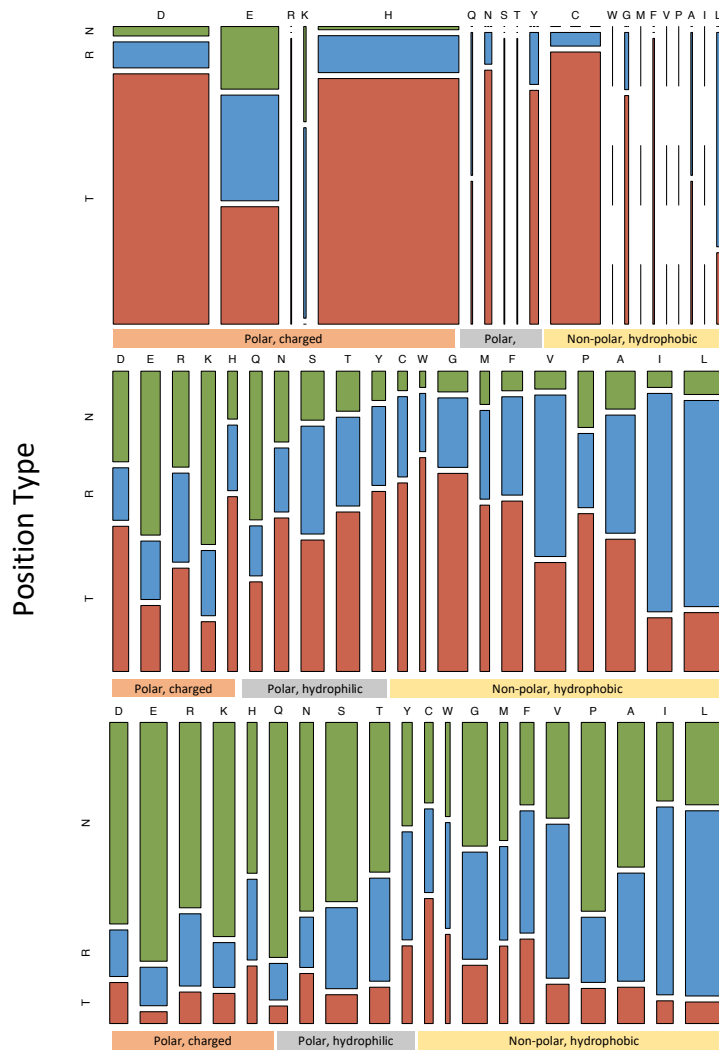 D E R K H Q N S T Y C W G M F V P A I L
N
R
T
Polar, charged Polar, Non-polar, hydrophobic
D E R K H Q N S T Y C W G M F V P A I L
N
R
T
Position Type
Polar, charged Polar, hydrophilic Non-polar, hydrophobic
D E R K H Q N S T Y C W G M F V P A I L
N
R
T
Polar, charged Polar, hydrophilic Non-polar, hydrophobic